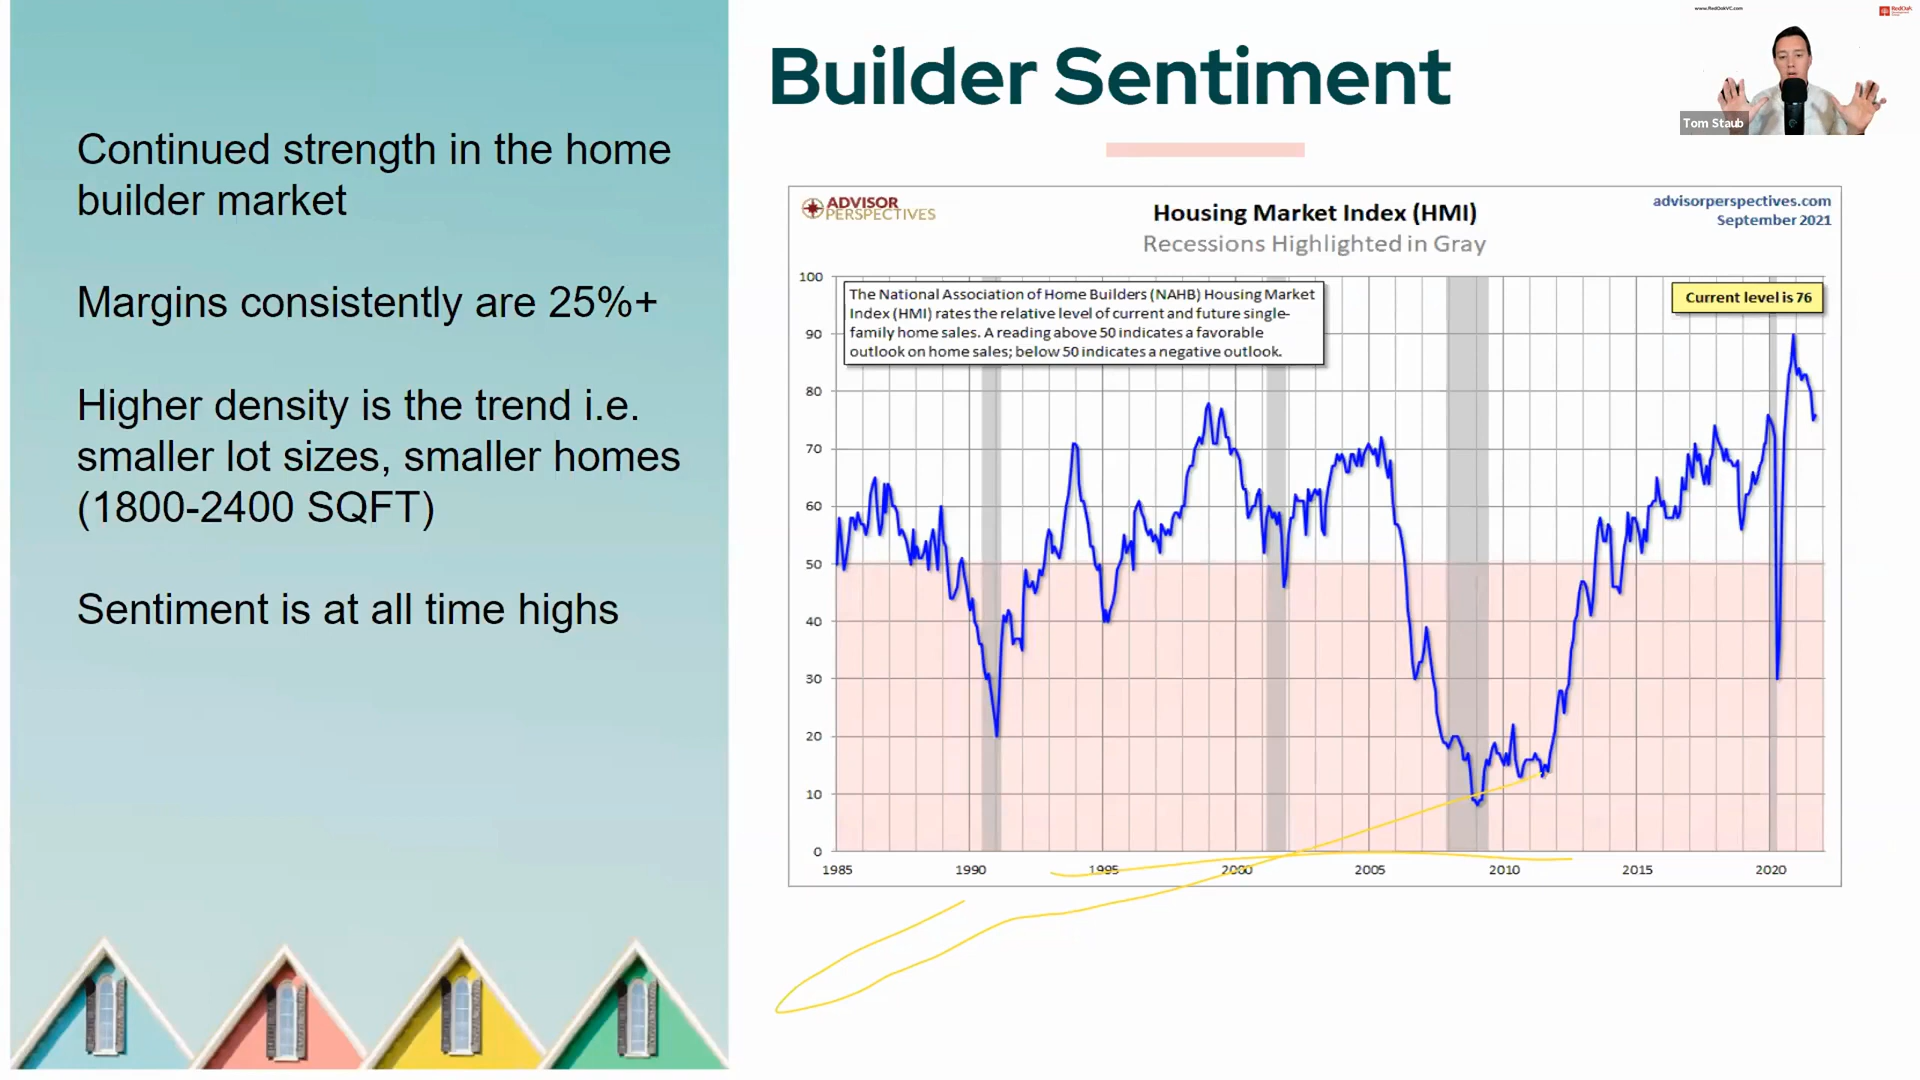 Continued strength in the home
builder market
Margins consistently are 25%+
Higher density is the trend i.e.
smaller lot sizes, smaller homes
(1800-2400 SQFT)
Sentiment is at all time highs
Builder Sentiment
www.RedOakVC.com
RedOak
Tom Staub
ADVISOR
PERSPECTIVES
Housing Market Index (HMI)
Recessions Highlighted in Gray
advisorperspectives.com
September 2021
The National Association of Home Builders (NAHB) Housing Market
Index (HMI) rates the relative level of current and future single-
family home sales. A reading above 50 indicates a favorable
outlook on home sales; below 50 indicates a negative outlook.
Current level is 76
100
90
80
70
60
50
40
30
20
10
0
1985 1990 1995 2000 2005 2010 2015 2020